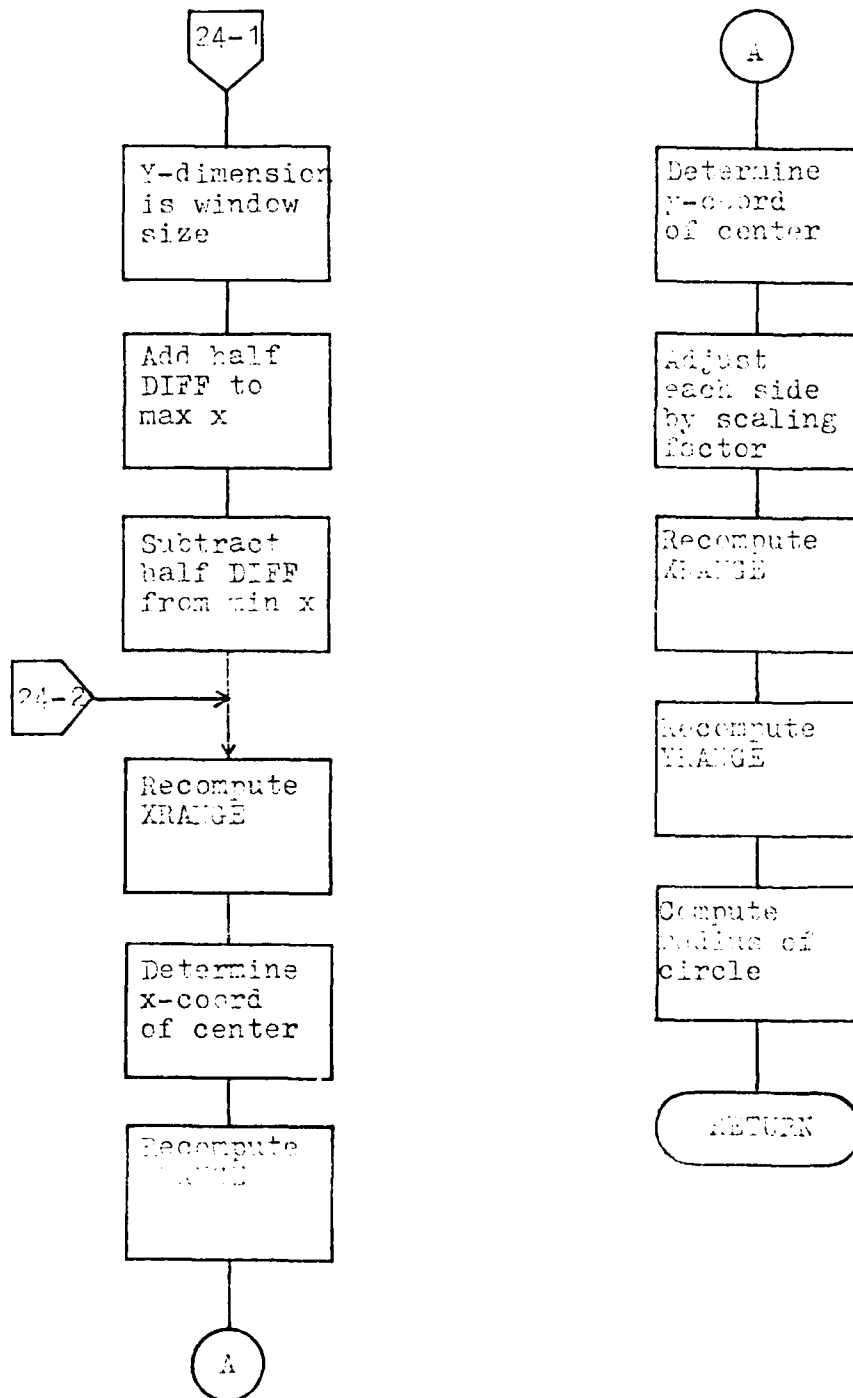 24-1
Y-dimension
is window
size
Add half
DIFF to
max x
Subtract
half DIFF
from min x
24-2
Recompute
XRANGE
Determine
x-coord
of center
Recompute
A
A
Determine
y-coord
of center
Adjust
each side
by scaling
factor
Recompute
XRANGE
Recompute
YRANGE
Compute
radius of
circle
RETURN